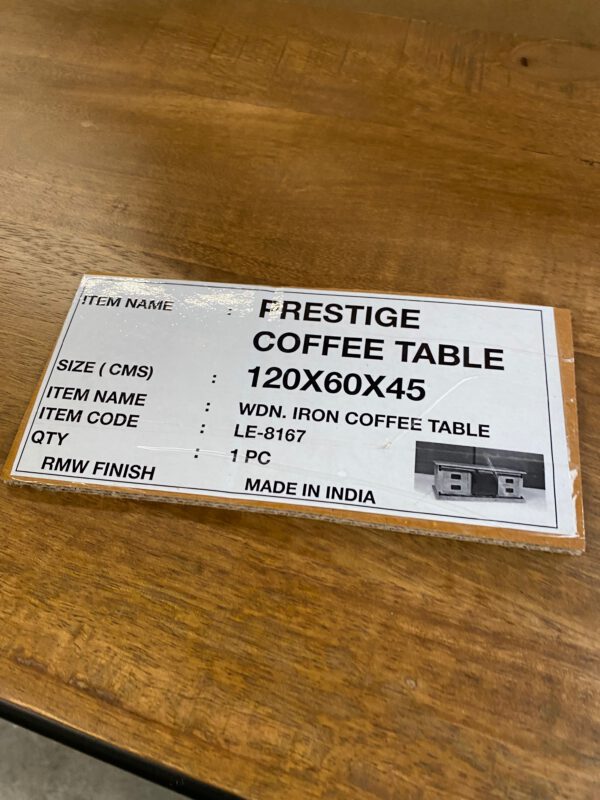 ITEM NAME : PRESTIGE
COFFEE TABLE
SIZE ( CMS) : 120X60X45
ITEM NAME : WDN. IRON COFFEE TABLE
ITEM CODE : LE-8167
QTY : 1 PC
RMW FINISH MADE IN INDIA